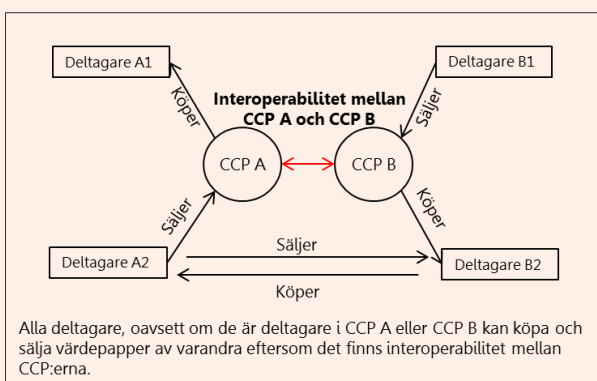 Deltagare A1
Deltagare B1
Köper
Säljer
Interoperabilitet mellan
CCP A och CCP B
CCP A
CCP B
Säljer
Köper
Säljer
Deltagare A2
Deltagare B2
Köper
Alla deltagare, oavsett om de är deltagare i CCP A eller CCP B kan köpa och
sälja värdepapper av varandra eftersom det finns interoperabilitet mellan
CCP:erna.